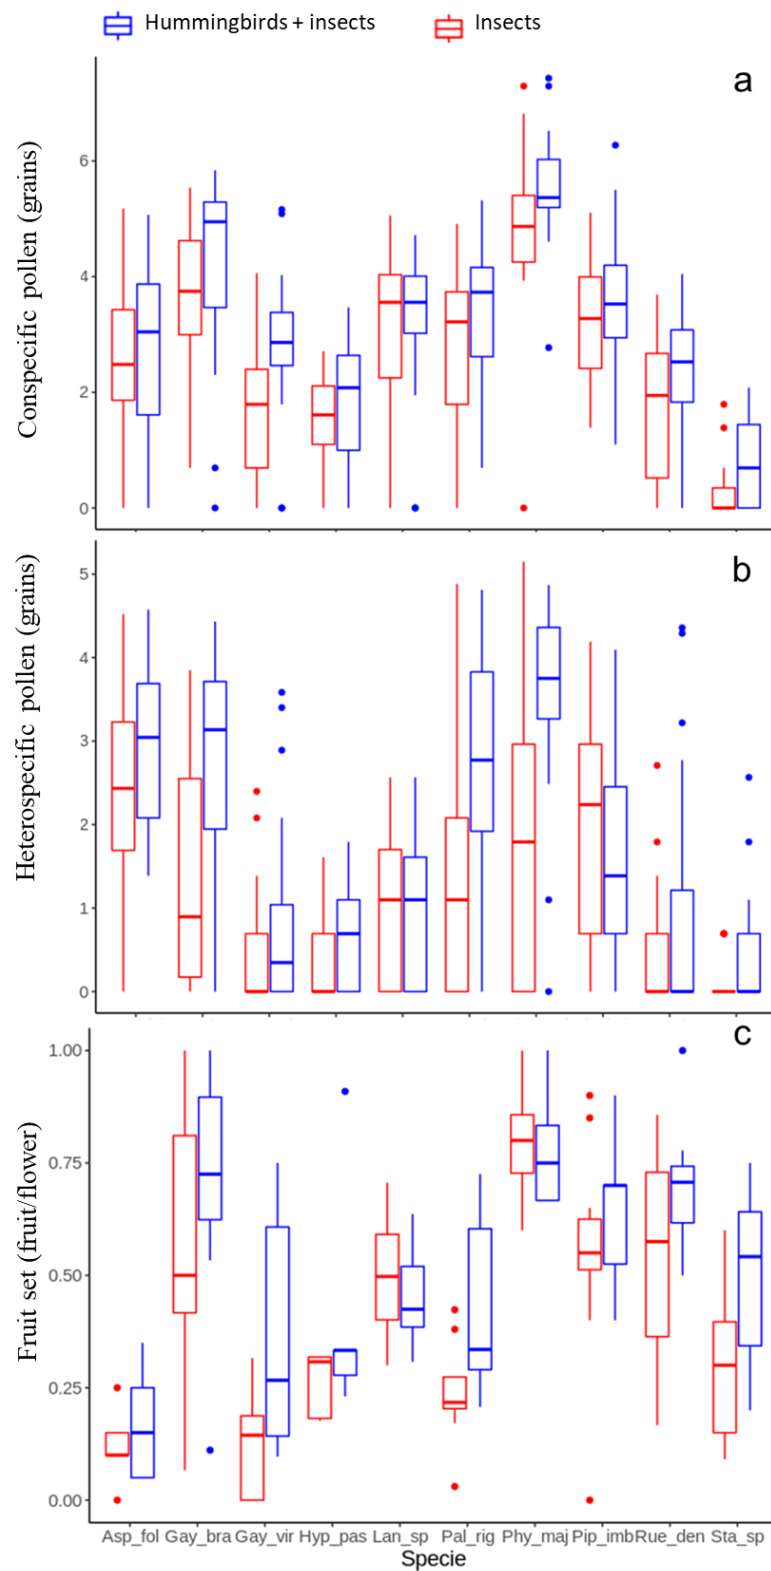 Hummingbirds + insects Insects
a
Conspecific pollen (grains)
6
4
2
0
b
Heterospecific pollen (grains)
5
4
3
2
1
0
c
Fruit set (fruit/flower)
1.00
0.75
0.50
0.25
0.00
Asp_fol Gay_bra Gay_vir Hyp_pas Lan_sp Pal_rig Phy_maj Pip_imb Rue_den Sta_sp
Specie